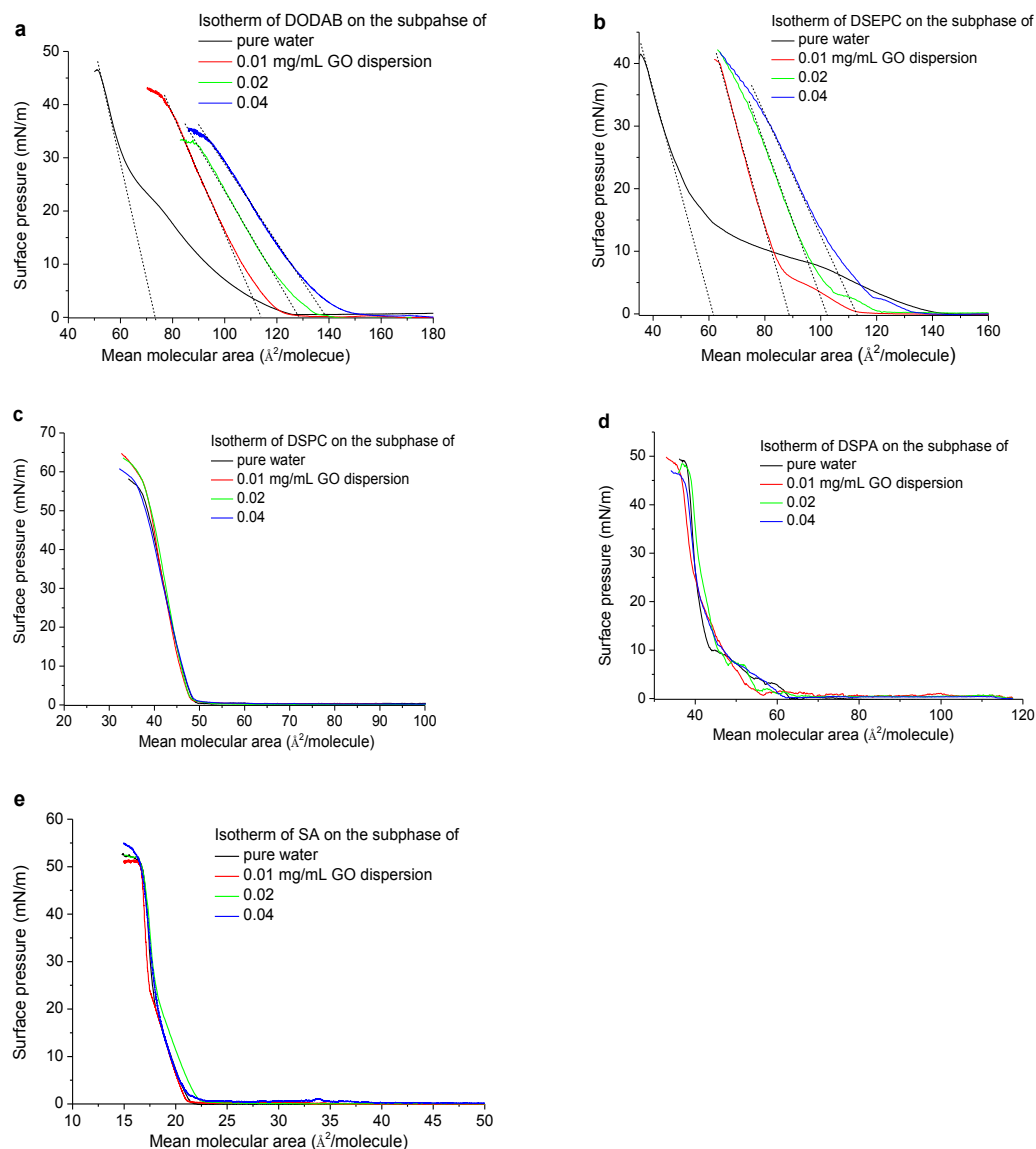 a
Isotherm of DODAB on the subpahse of
pure water
0.01 mg/mL GO dispersion
0.02
0.04
50
40
30
20
10
0
Surface pressure (mN/m)
40 60 80 100 120 140 160 180
Mean molecular area (Å²/molecue)
b
Isotherm of DSEPC on the subphase of
pure water
0.01 mg/mL GO dispersion
0.02
0.04
40
30
20
10
0
Surface pressure (mN/m)
40 60 80 100 120 140 160
Mean molecular area (Å²/molecue)
c
Isotherm of DSPC on the subphase of
pure water
0.01 mg/mL GO dispersion
0.02
0.04
70
60
50
40
30
20
10
0
Surface pressure (mN/m)
20 30 40 50 60 70 80 90 100
Mean molecular area (Å²/molecule)
d
Isotherm of DSPA on the subphase of
pure water
0.01 mg/mL GO dispersion
0.02
0.04
50
40
30
20
10
0
Surface pressure (mN/m)
40 60 80 100 120
Mean molecular area (Å²/molecule)
e
Isotherm of SA on the subphase of
pure water
0.01 mg/mL GO dispersion
0.02
0.04
60
50
40
30
20
10
0
Surface pressure (mN/m)
10 15 20 25 30 35 40 45 50
Mean molecular area (Å²/molecule)